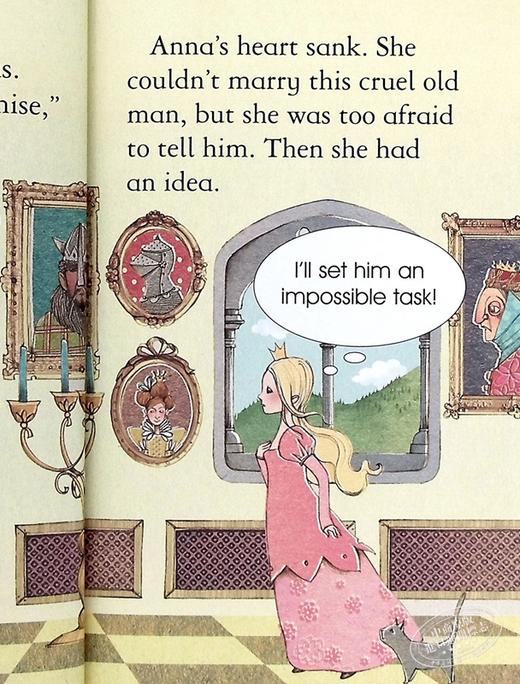 s.
nise,”
Anna’s heart sank. She
couldn’t marry this cruel old
man, but she was too afraid
to tell him. Then she had
an idea.
I’ll set him an
impossible task!